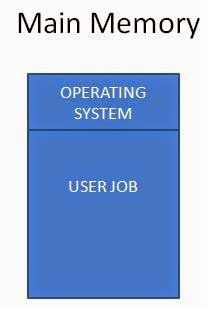 Main Memory
OPERATING
SYSTEM
USER JOB